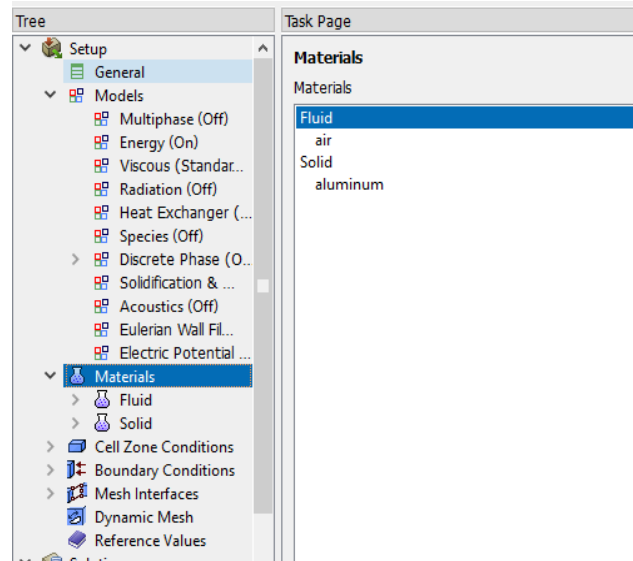 Tree
Setup
General
Models
Multiphase (Off)
Energy (On)
Viscous (Standar...
Radiation (Off)
Heat Exchanger (...
Species (Off)
Discrete Phase (O...
Solidification & ...
Acoustics (Off)
Eulerian Wall Fil...
Electric Potential ...
Materials
Fluid
Solid
Cell Zone Conditions
Boundary Conditions
Mesh Interfaces
Dynamic Mesh
Reference Values
Task Page
Materials
Materials
Fluid
air
Solid
aluminum